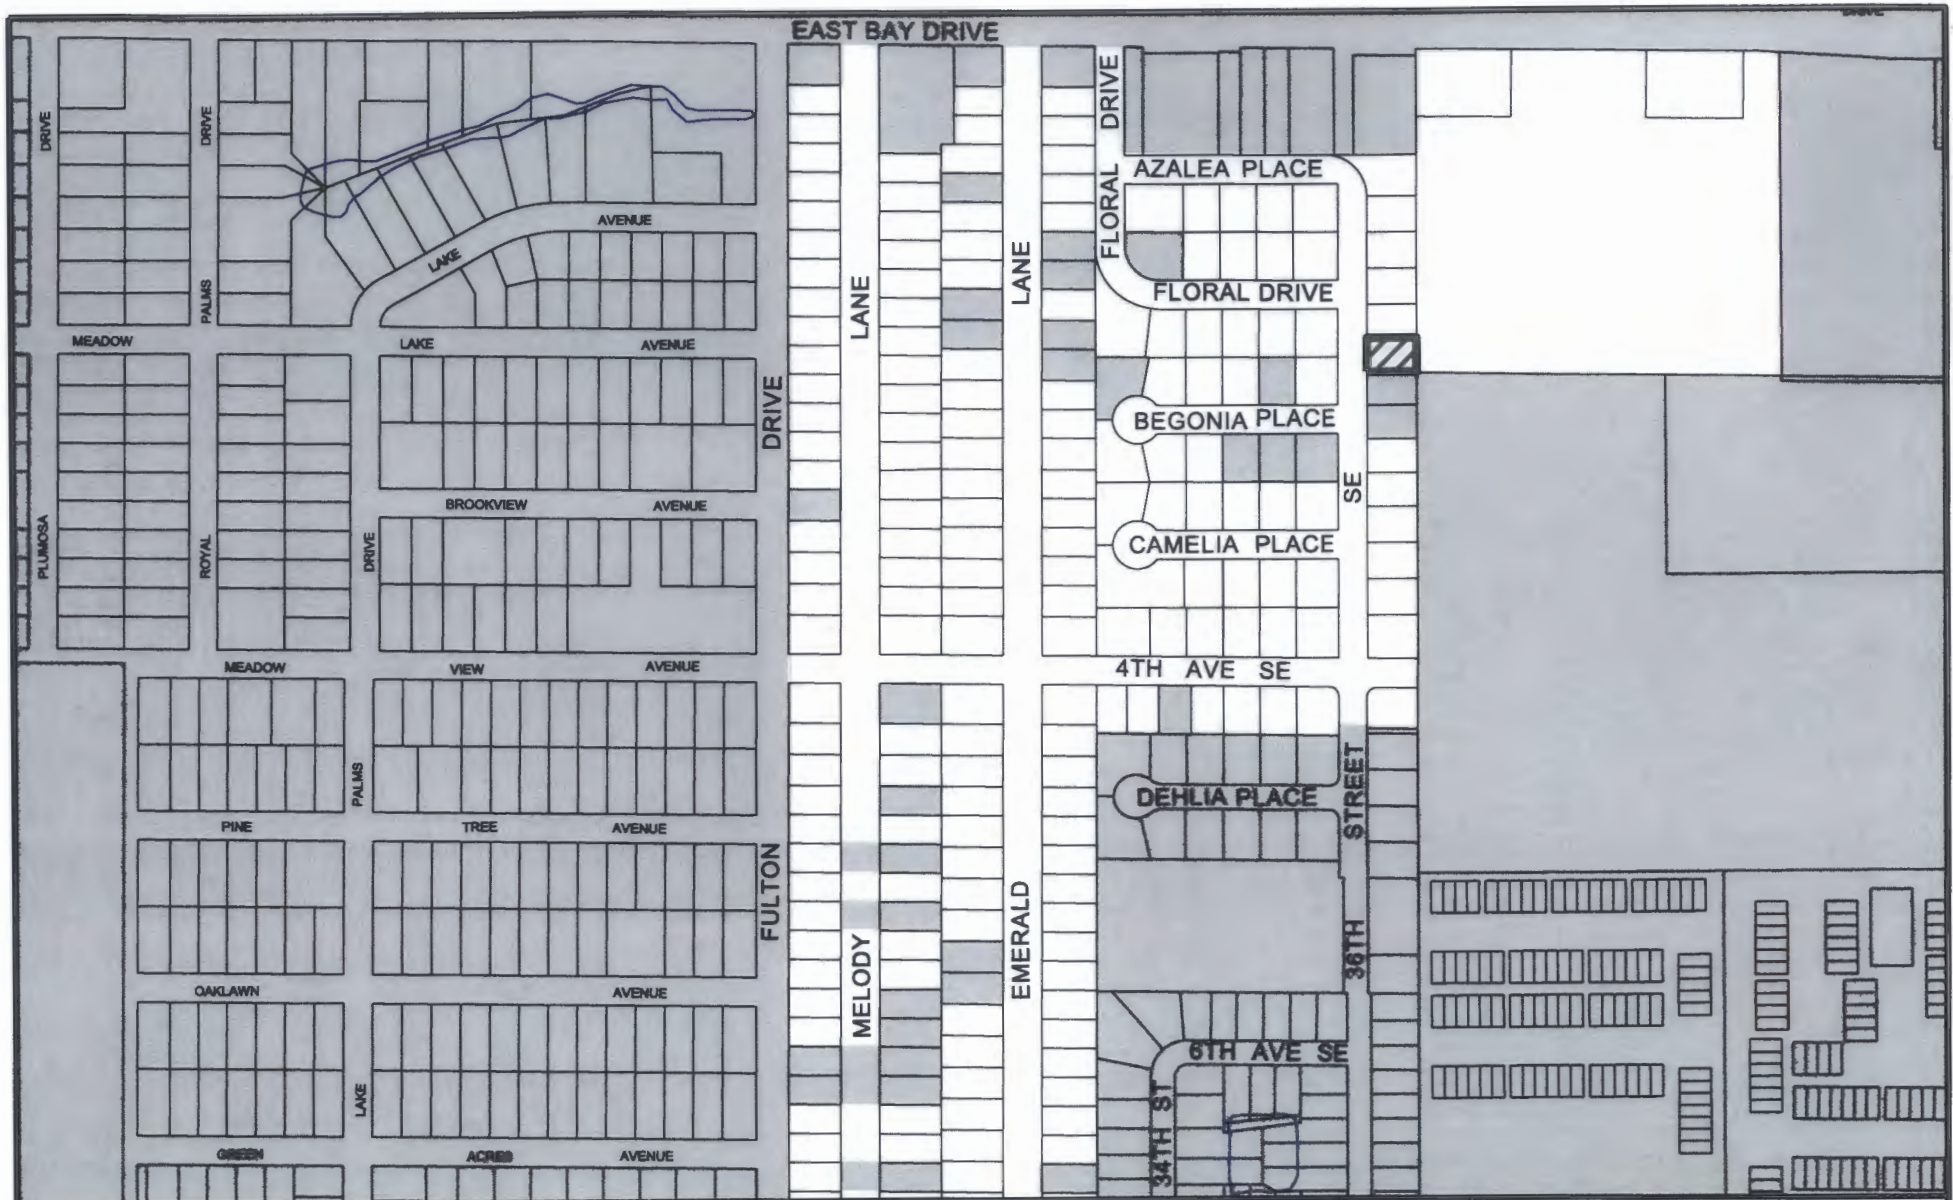 DRIVE
EAST BAY DRIVE
DRIVE
DRIVE
DRIVE
AZALEA PLACE
FLORAL
AVENUE
LAKE
LANE
LANE
PALMS
FLORAL DRIVE
MEADOW
LAKE
AVENUE
DRIVE
BEGONIA PLACE
SE
BROOKVIEW
AVENUE
PLUMOSA
ROYAL
DRIVE
CAMELIA PLACE
MEADOW
VIEW
AVENUE
4TH AVE SE
PALMS
DEHLIA PLACE
STREET
PINE
TREE
AVENUE
FULTON
EMERALD
36TH
MELODY
OAKLAWN
AVENUE
6TH AVE SE
LAKE
34TH ST
GREEN
ACRES
AVENUE